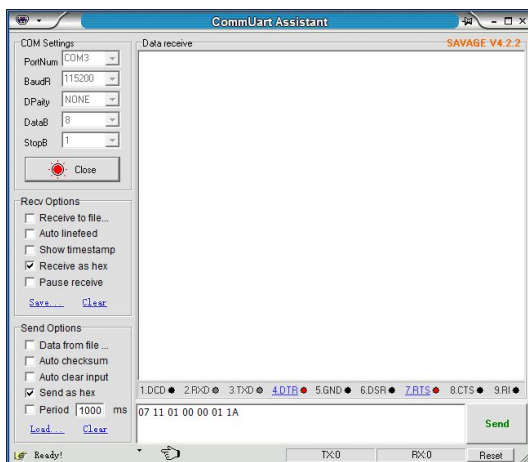 CommUart Assistant
COM Settings
PortNum COM3
BaudR 115200
DPaity NONE
DataB 8
StopB 1
Close
Recv Options
Receive to file...
Auto linefeed
Show timestamp
Receive as hex
Pause receive
Save... Clear
Send Options
Data from file ...
Auto checksum
Auto clear input
Send as hex
Period 1000 ms
Load... Clear
Data receive SAVAGE V4.2.2
1.DCD 2.RXD 3.TXD 4.DTR 5.GND 6.DSR 7.RTS 8.CTS 9.RI
07 11 01 00 00 01 1A
Send
Ready! TX:0 RX:0 Reset